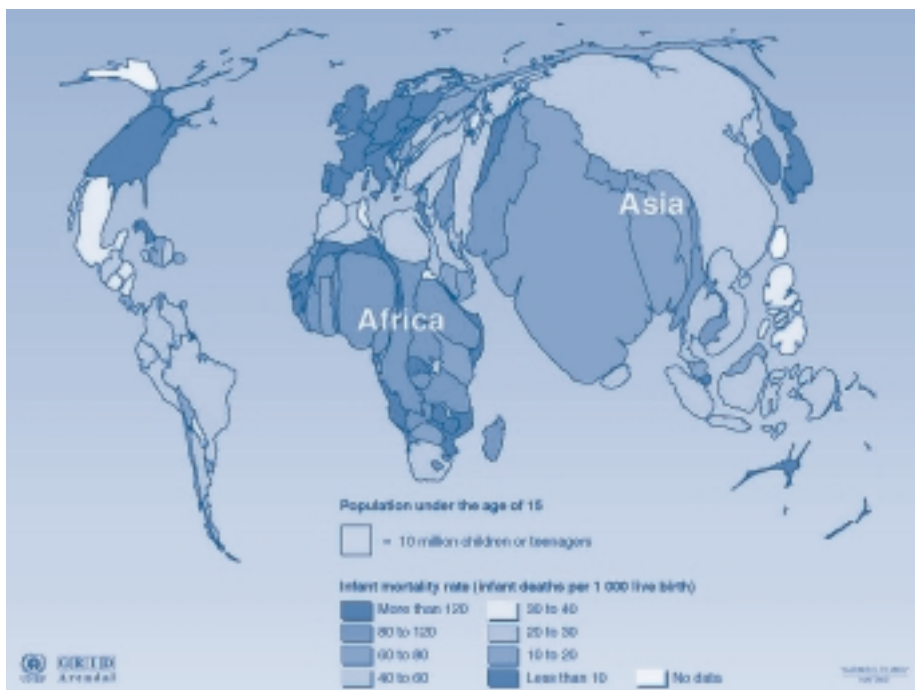 Asia
Africa
Population under the age of 15
= 10 million children or teenagers
Infant mortality rate (infant deaths per 1 000 live birth)
More than 120
80 to 120
60 to 80
40 to 60
30 to 40
20 to 30
10 to 20
Less than 10
No data
UNEP
GRID
Arendal